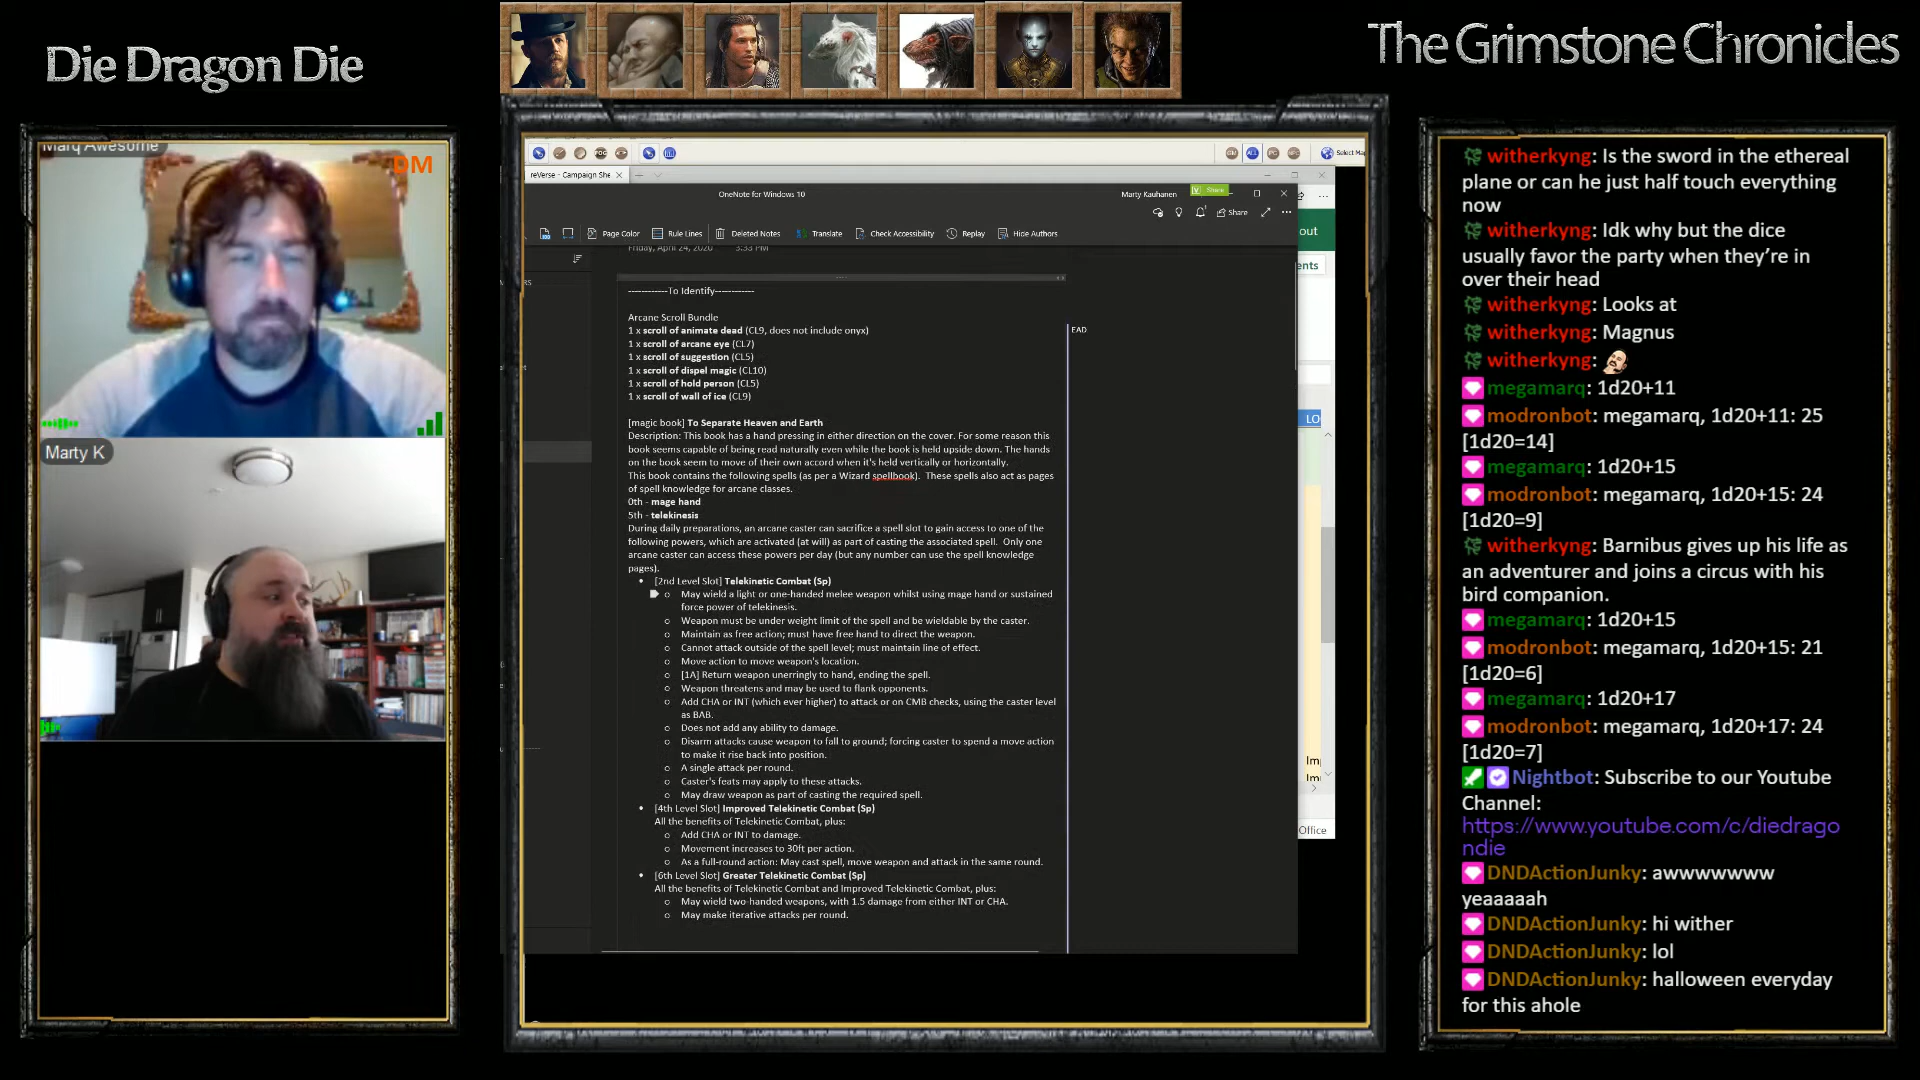 Die Dragon Die
The Grimstone Chronicles
Marq Awesome
DM
Marty K
Select Ma
reVerse - Campaign She
OneNote for Windows 10
Marty Kauhanen
Share
Share
Page Color
Rule Lines
Deleted Notes
Translate
Check Accessibility
Replay
Hide Authors
out
ents
Friday, April 24, 2020
3:33 PM
------------To Identify------------
Arcane Scroll Bundle
1 x scroll of animate dead (CL9, does not include onyx)
1 x scroll of arcane eye (CL7)
1 x scroll of suggestion (CL5)
1 x scroll of dispel magic (CL10)
1 x scroll of hold person (CL5)
1 x scroll of wall of ice (CL9)
EAD
LO
[magic book] To Separate Heaven and Earth
Description: This book has a hand pressing in either direction on the cover. For some reason this
book seems capable of being read naturally even while the book is held upside down. The hands
on the book seem to move of their own accord when it's held vertically or horizontally.
This book contains the following spells (as per a Wizard spellbook). These spells also act as pages
of spell knowledge for arcane classes.
0th - mage hand
5th - telekinesis
During daily preparations, an arcane caster can sacrifice a spell slot to gain access to one of the
following powers, which are activated (at will) as part of casting the associated spell. Only one
arcane caster can access these powers per day (but any number can use the spell knowledge
pages).
• [2nd Level Slot] Telekinetic Combat (Sp)
o May wield a light or one-handed melee weapon whilst using mage hand or sustained
force power of telekinesis.
o Weapon must be under weight limit of the spell and be wieldable by the caster.
o Maintain as free action; must have free hand to direct the weapon.
o Cannot attack outside of the spell level; must maintain line of effect.
o Move action to move weapon's location.
o [1A] Return weapon unerringly to hand, ending the spell.
o Weapon threatens and may be used to flank opponents.
o Add CHA or INT (which ever higher) to attack or on CMB checks, using the caster level
as BAB.
o Does not add any ability to damage.
o Disarm attacks cause weapon to fall to ground; forcing caster to spend a move action
to make it rise back into position.
o A single attack per round.
o Caster's feats may apply to these attacks.
o May draw weapon as part of casting the required spell.
• [4th Level Slot] Improved Telekinetic Combat (Sp)
All the benefits of Telekinetic Combat, plus:
o Add CHA or INT to damage.
o Movement increases to 30ft per action.
o As a full-round action: May cast spell, move weapon and attack in the same round.
• [6th Level Slot] Greater Telekinetic Combat (Sp)
All the benefits of Telekinetic Combat and Improved Telekinetic Combat, plus:
o May wield two-handed weapons, with 1.5 damage from either INT or CHA.
o May make iterative attacks per round.
Office
witherkyng: Is the sword in the ethereal
plane or can he just half touch everything
now
witherkyng: Idk why but the dice
usually favor the party when they're in
over their head
witherkyng: Looks at
witherkyng: Magnus
witherkyng:
megamarq: 1d20+11
modronbot: megamarq, 1d20+11: 25
[1d20=14]
megamarq: 1d20+15
modronbot: megamarq, 1d20+15: 24
[1d20=9]
witherkyng: Barnibus gives up his life as
an adventurer and joins a circus with his
bird companion.
megamarq: 1d20+15
modronbot: megamarq, 1d20+15: 21
[1d20=6]
megamarq: 1d20+17
modronbot: megamarq, 1d20+17: 24
[1d20=7]
Nightbot: Subscribe to our Youtube
Channel:
https://www.youtube.com/c/diedrago
ndie
DNDActionJunky: awwwwwww
yeaaaaah
DNDActionJunky: hi wither
DNDActionJunky: lol
DNDActionJunky: halloween everyday
for this ahole